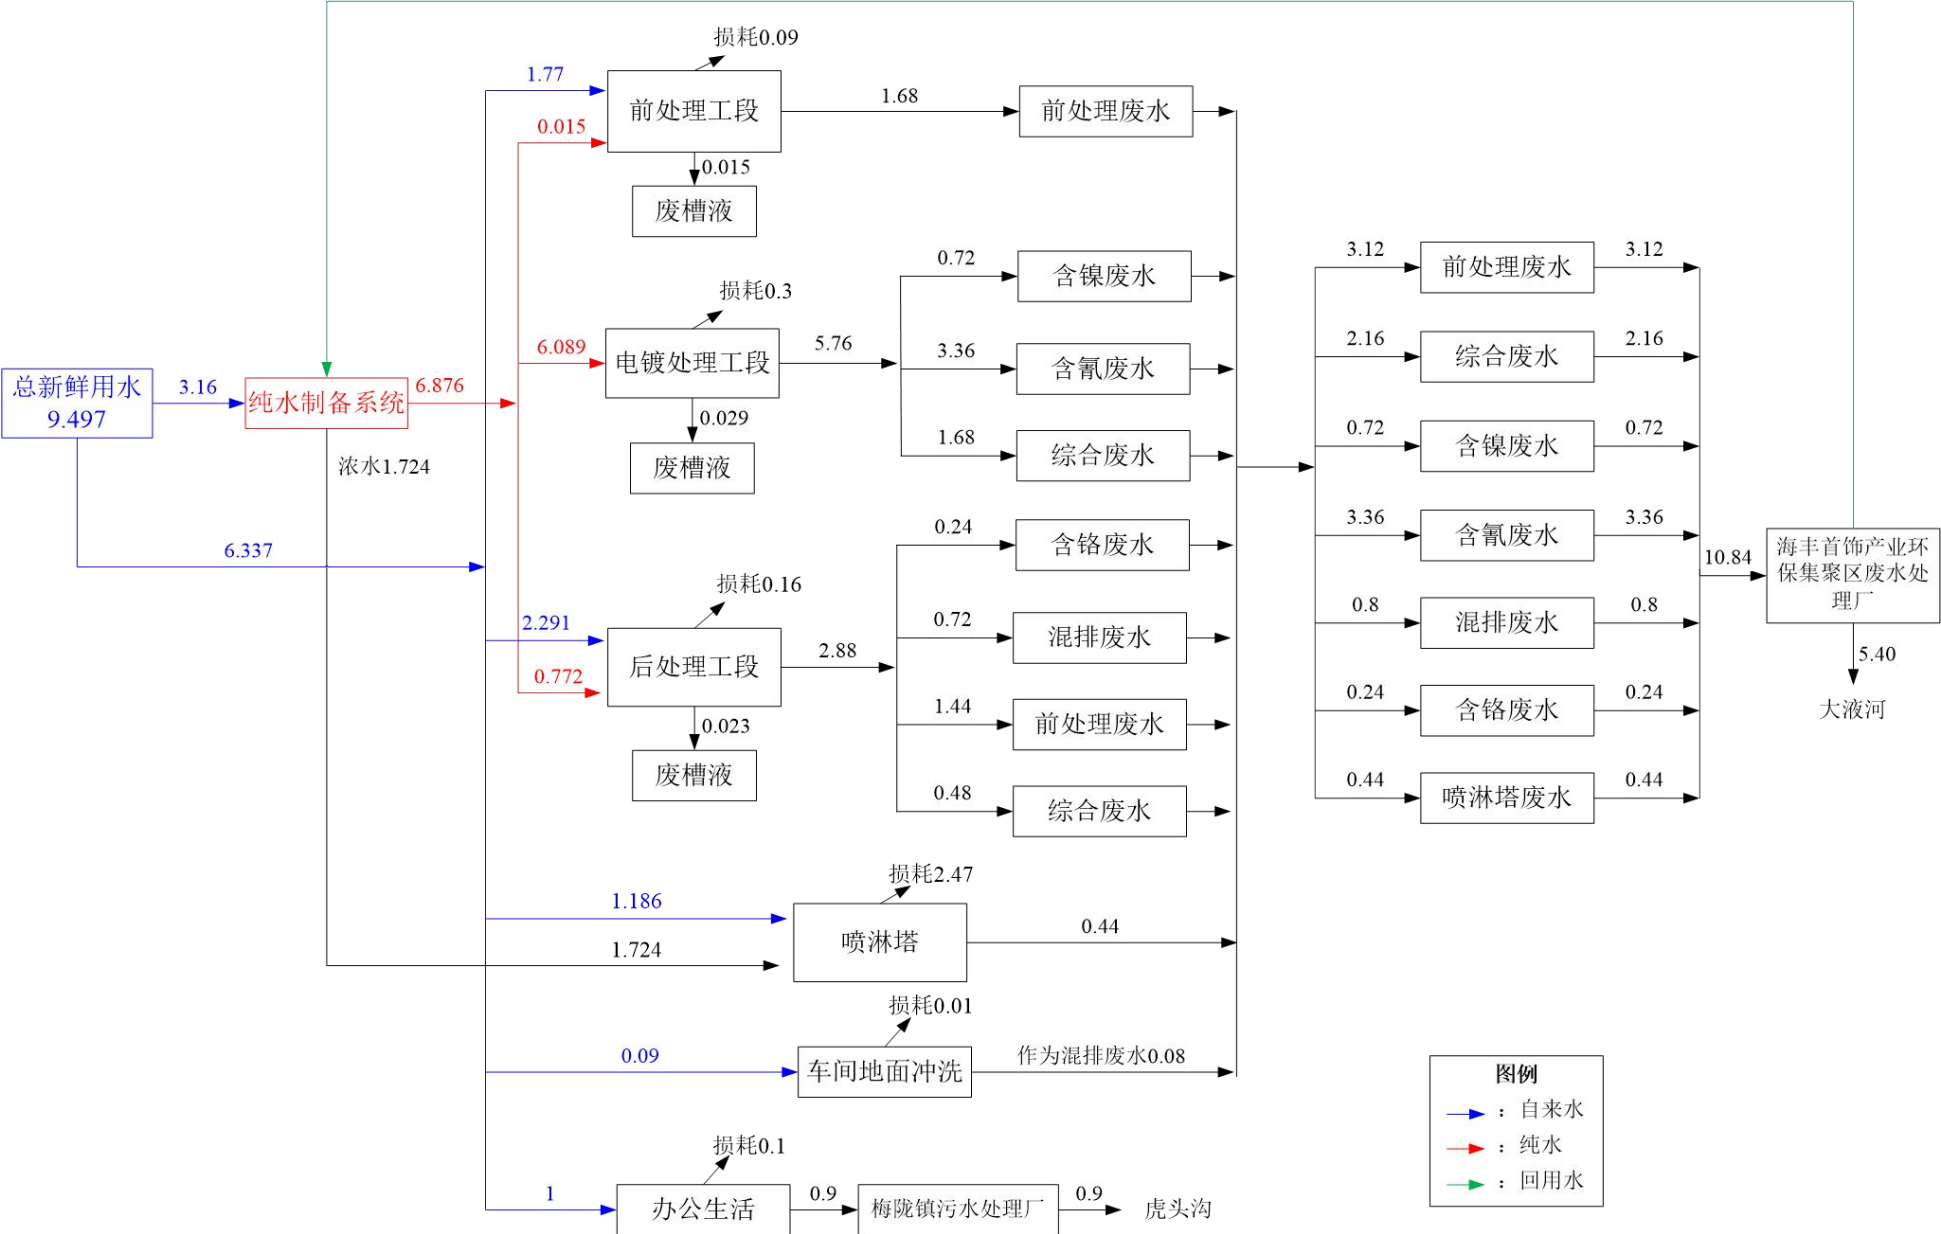 损耗0.09
1.77
前处理工段
1.68
前处理废水
0.015
0.015
废槽液
损耗0.3
6.089
电镀处理工段
5.76
0.029
废槽液
0.72
含镍废水
3.36
含氰废水
1.68
综合废水
总新鲜用水
9.497
3.16
纯水制备系统
6.876
浓水1.724
6.337
损耗0.16
2.291
后处理工段
2.88
0.772
0.023
废槽液
0.24
含铬废水
0.72
混排废水
1.44
前处理废水
0.48
综合废水
损耗2.47
1.186
喷淋塔
0.44
1.724
损耗0.01
0.09
车间地面冲洗
作为混排废水0.08
损耗0.1
1
办公生活
0.9
梅陇镇污水处理厂
0.9
虎头沟
3.12
前处理废水
3.12
2.16
综合废水
2.16
0.72
含镍废水
0.72
3.36
含氰废水
3.36
0.8
混排废水
0.8
0.24
含铬废水
0.24
0.44
喷淋塔废水
0.44
10.84
海丰首饰产业环
保集聚区废水处
理厂
5.40
大液河
图例
：自来水
：纯水
：回用水